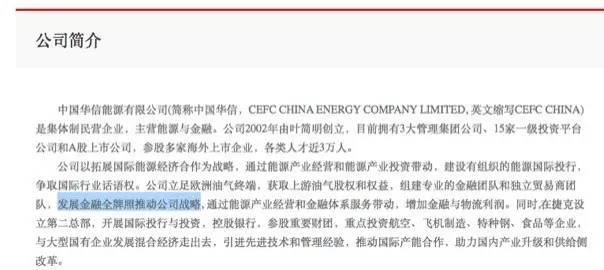 公司简介
中国华信能源有限公司(简称中国华信，CEFC CHINA ENERGY COMPANY LIMITED, 英文缩写CEFC CHINA)
是集体制民营企业，主营能源与金融。公司2002年由叶简明创立，目前拥有3大管理集团公司、15家一级投资平台
公司和A股上市公司，参股多家海外上市企业，各类人才近3万人。
公司以拓展国际能源经济合作为战略，通过能源产业经营和能源产业投资带动，建设有组织的能源国际投行，
争取国际行业话语权。公司立足欧洲油气终端，获取上游油气股权和权益，组建专业的金融团队和独立贸易商团
队，发展金融全牌照推动公司战略,通过能源产业经营和金融体系服务带动，增加金融与物流利润。同时,在捷克设
立第二总部，开展国际投行与投资，控股银行，参股重要财团，重点投资航空、飞机制造、特种钢、食品等企业，
与大型国有企业发展混合经济走出去，引进先进技术和管理经验，推动国际产能合作，助力国内产业升级和供给侧
改革。